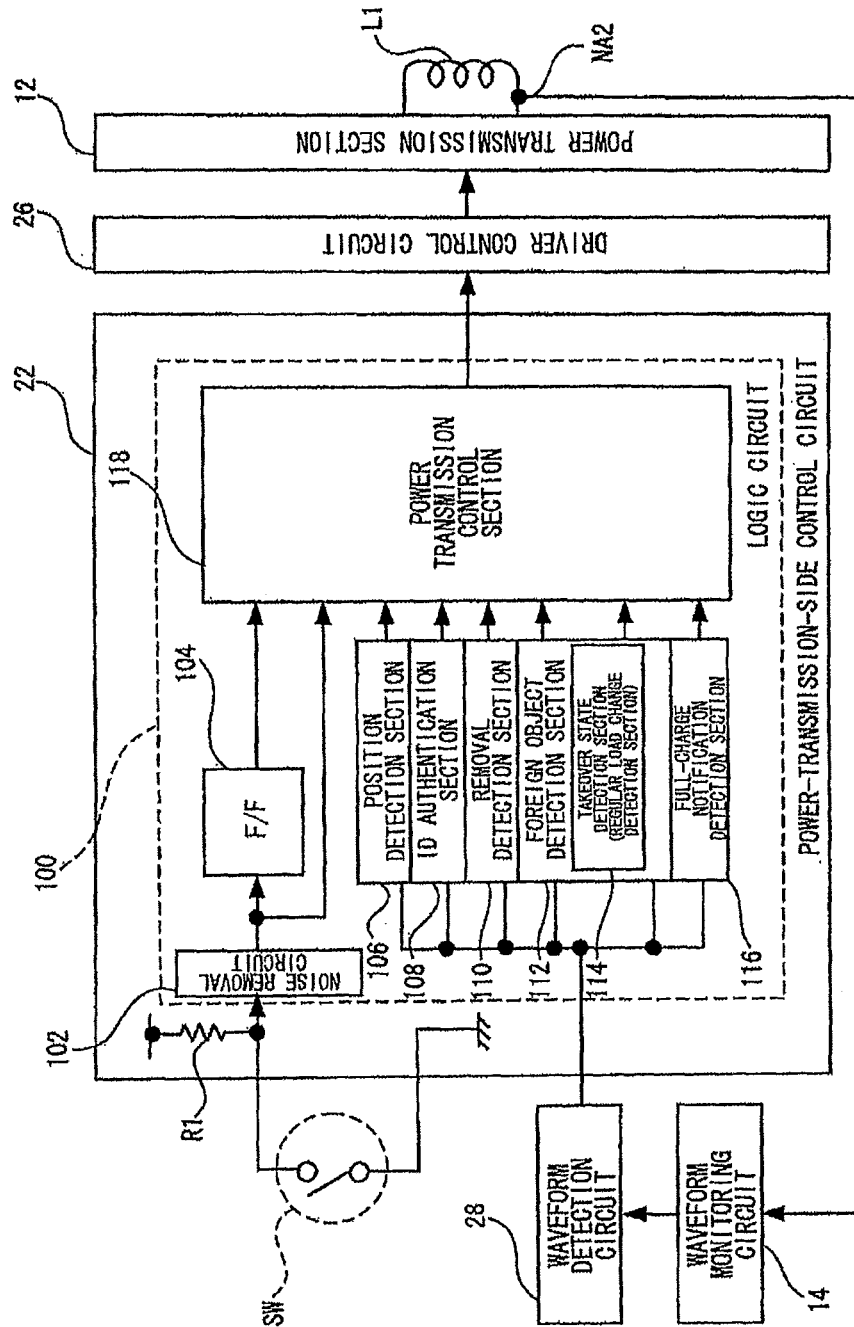 12
26
22
L1
NA2
POWER TRANSMISSION SECTION
DRIVER CONTROL CIRCUIT
118
POWER
TRANSMISSION
CONTROL
SECTION
LOGIC CIRCUIT
POWER-TRANSMISSION-SIDE CONTROL CIRCUIT
100
104
F/F
102
NOISE REMOVAL
CIRCUIT
R1
SW
POSITION
DETECTION SECTION
ID AUTHENTICATION
SECTION
REMOVAL
DETECTION SECTION
FOREIGN OBJECT
DETECTION SECTION
TAKEOVER STATE
DETECTION SECTION
(REGULAR LOAD CHANGE
DETECTION SECTION)
FULL-CHARGE
NOTIFICATION
DETECTION SECTION
106
108
110
112
114
116
28
WAVEFORM
DETECTION
CIRCUIT
WAVEFORM
MONITORING
CIRCUIT
14